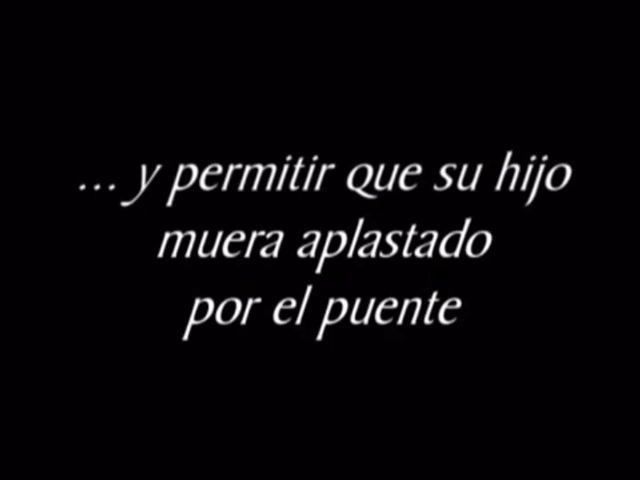 ... y permitir que su hijo
muera aplastado
por el puente